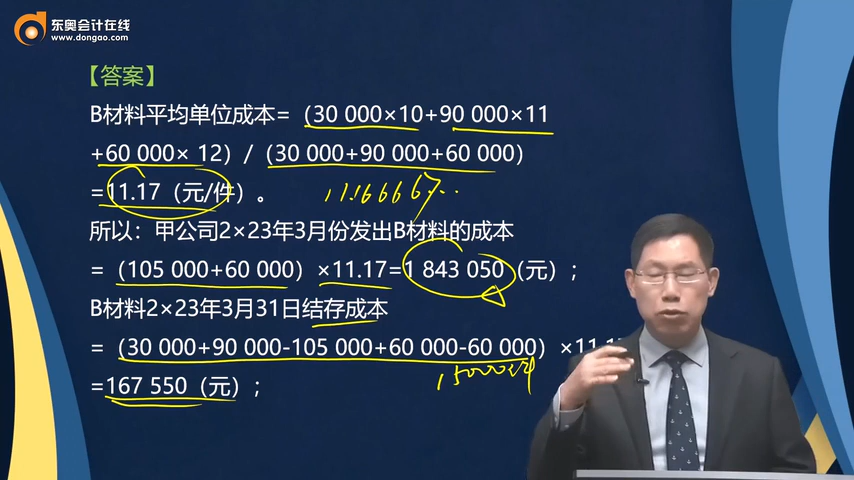 东奥会计在线
www.dongao.com
【答案】
B材料平均单位成本=（30 000×10+90 000×11
+60 000× 12）/（30 000+90 000+60 000）
=11.17（元/件）。
11.166667...
所以：甲公司2×23年3月份发出B材料的成本
=（105 000+60 000）×11.17=1 843 050（元）；
B材料2×23年3月31日结存成本
=（30 000+90 000-105 000+60 000-60 000）×11.1
15000
=167 550（元）；